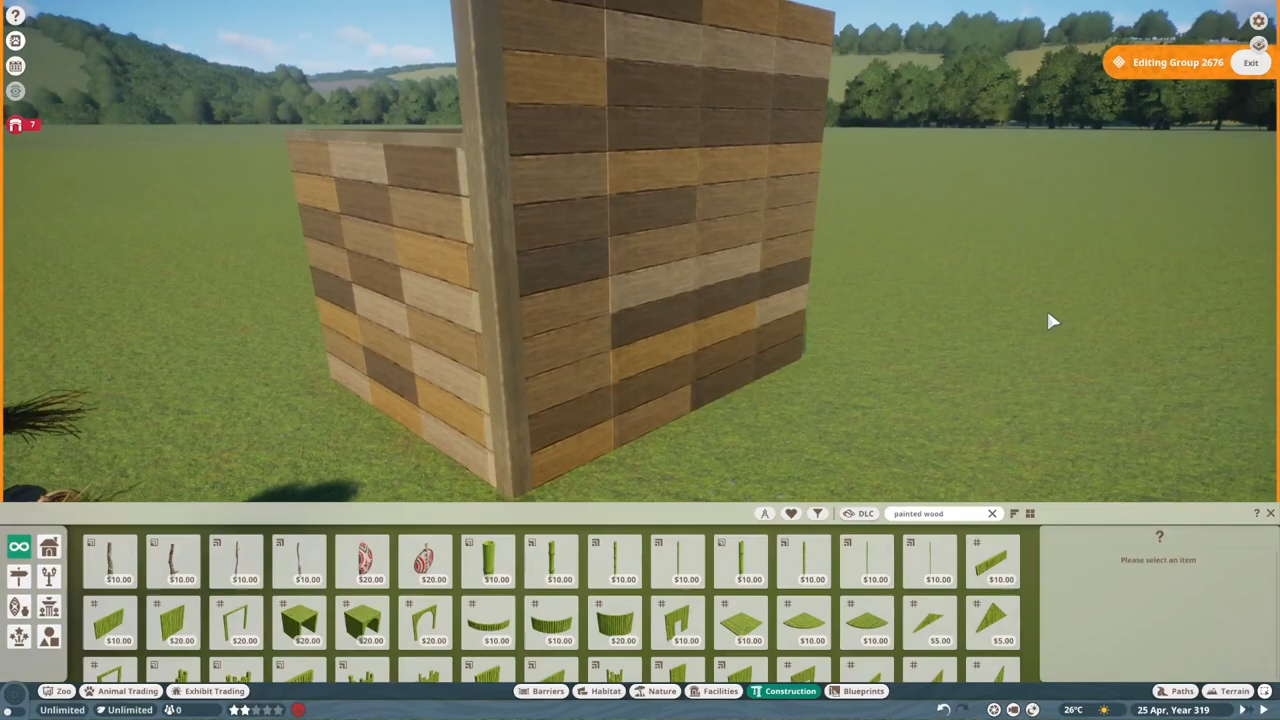 ?
Editing Group 2676
Exit
7
DLC
painted wood
?
?
Please select an item
$10.00 $10.00 $10.00 $10.00 $20.00 $20.00 $10.00 $10.00 $10.00 $10.00 $10.00 $10.00 $10.00 $10.00 $10.00
$10.00 $20.00 $20.00 $20.00 $20.00 $20.00 $10.00 $10.00 $20.00 $10.00 $10.00 $10.00 $10.00 $5.00 $5.00
Zoo Animal Trading Exhibit Trading Barriers Habitat Nature Facilities Construction Blueprints Paths Terrain
Unlimited Unlimited 0 26°C 25 Apr, Year 319